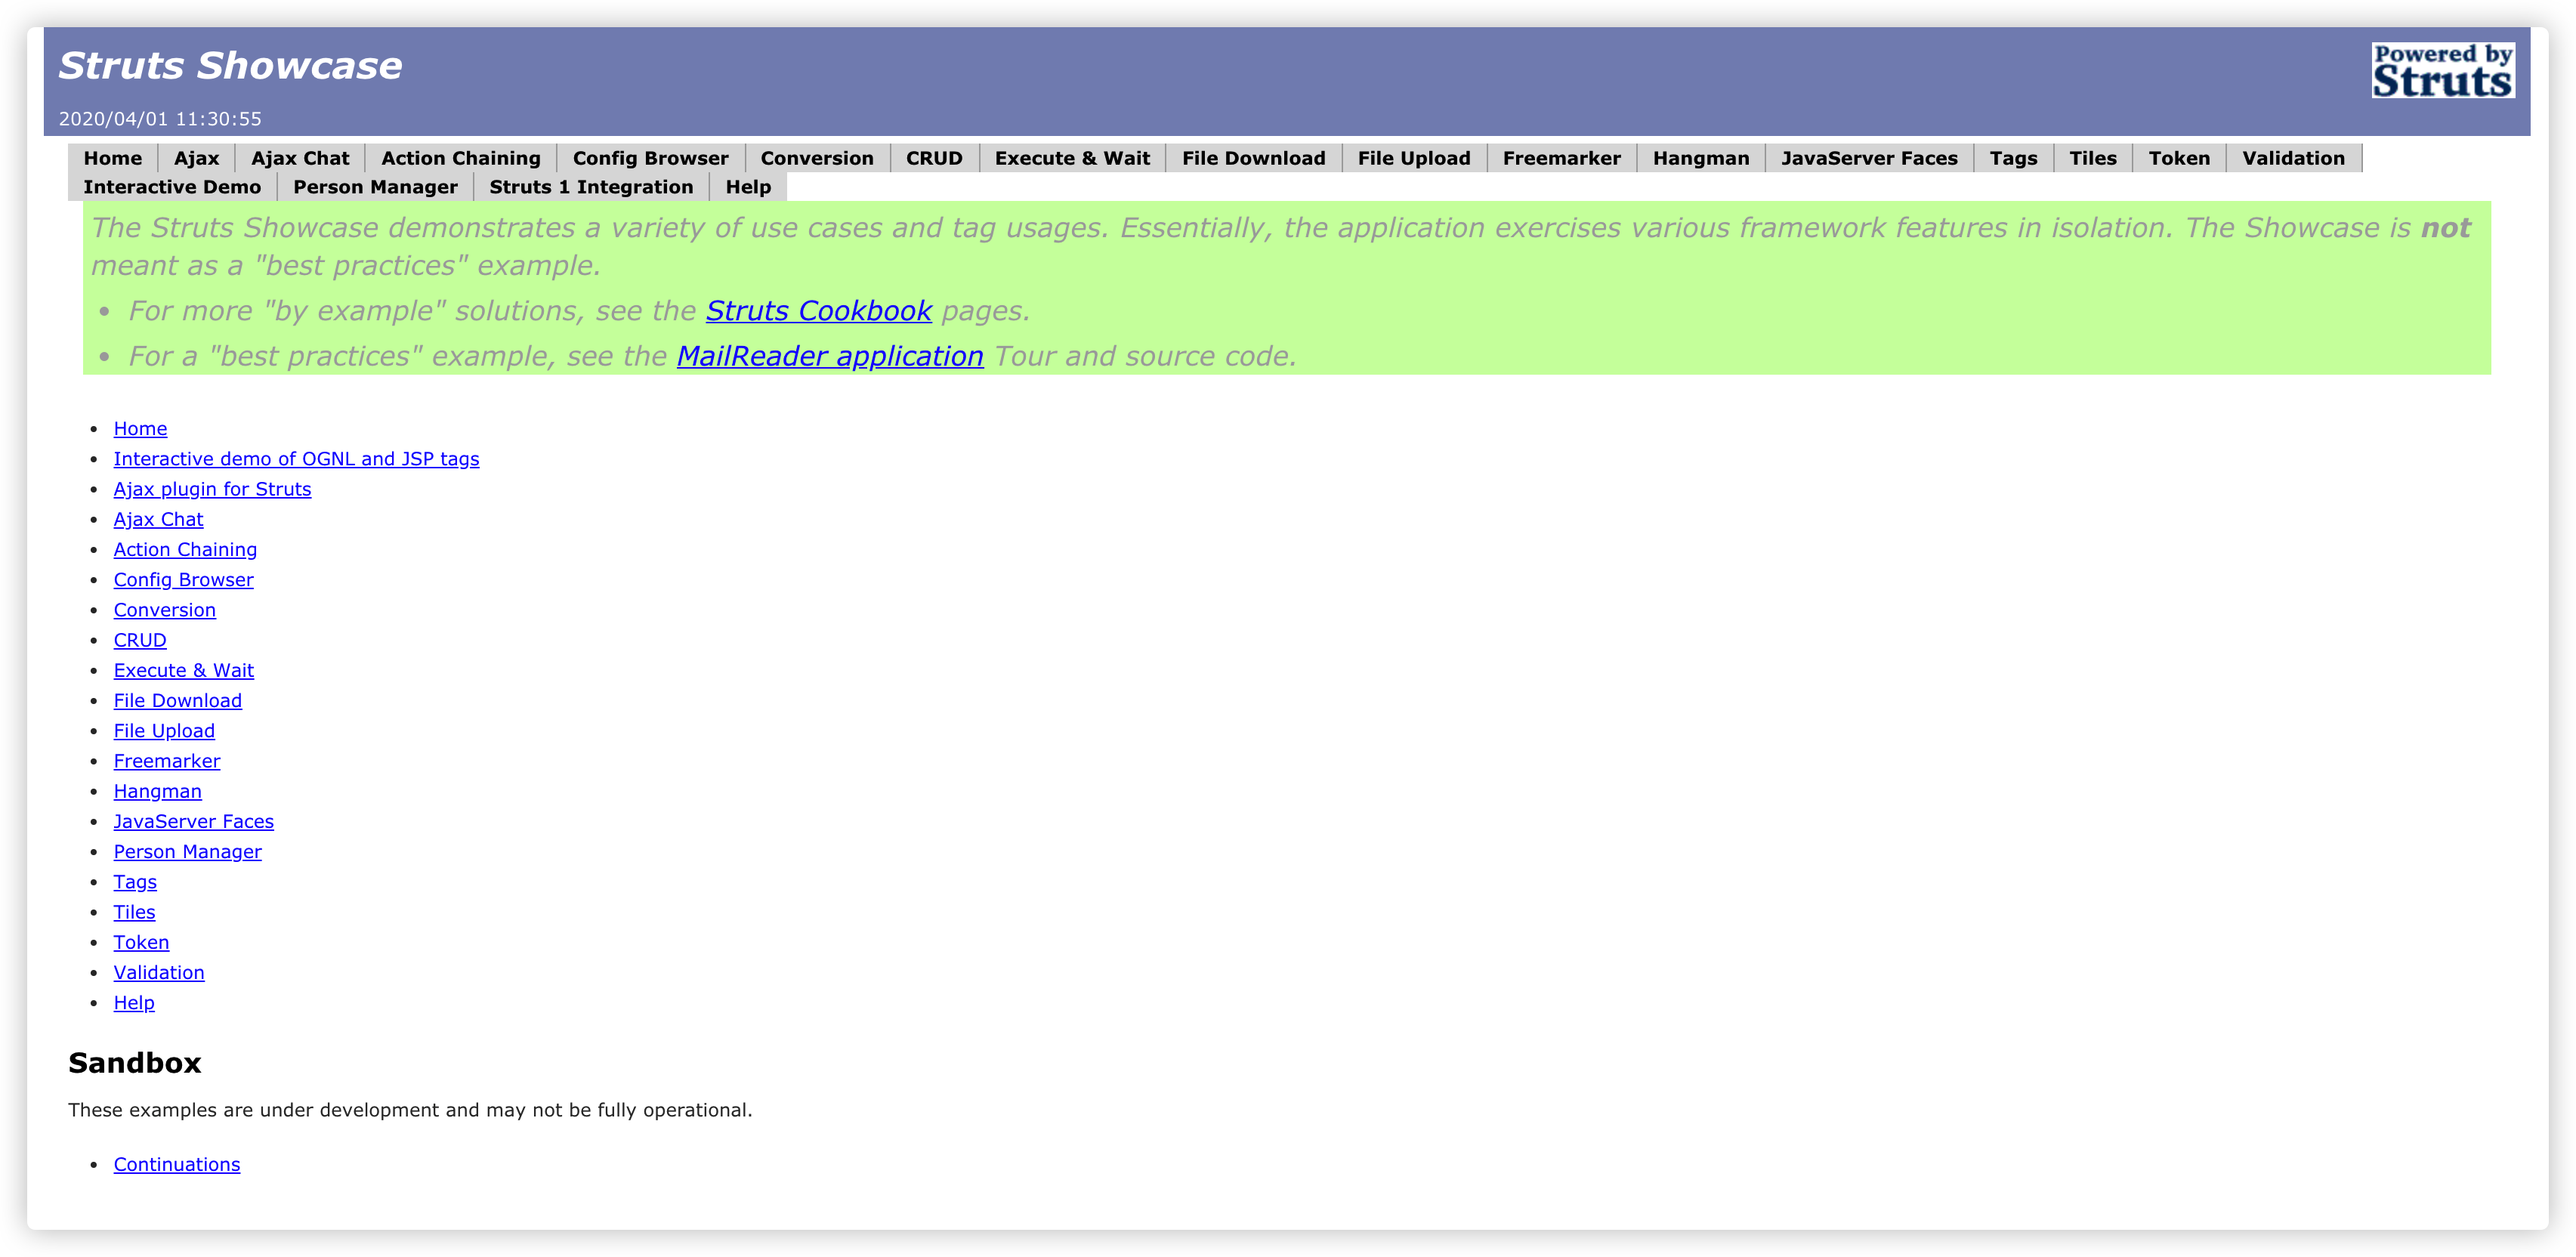 Struts Showcase
Powered by
Struts
2020/04/01 11:30:55
Home Ajax Ajax Chat Action Chaining Config Browser Conversion CRUD Execute & Wait File Download File Upload Freemarker Hangman JavaServer Faces Tags Tiles Token Validation
Interactive Demo Person Manager Struts 1 Integration Help
The Struts Showcase demonstrates a variety of use cases and tag usages. Essentially, the application exercises various framework features in isolation. The Showcase is not
meant as a "best practices" example.
• For more "by example" solutions, see the Struts Cookbook pages.
• For a "best practices" example, see the MailReader application Tour and source code.
• Home
• Interactive demo of OGNL and JSP tags
• Ajax plugin for Struts
• Ajax Chat
• Action Chaining
• Config Browser
• Conversion
• CRUD
• Execute & Wait
• File Download
• File Upload
• Freemarker
• Hangman
• JavaServer Faces
• Person Manager
• Tags
• Tiles
• Token
• Validation
• Help
Sandbox
These examples are under development and may not be fully operational.
• Continuations